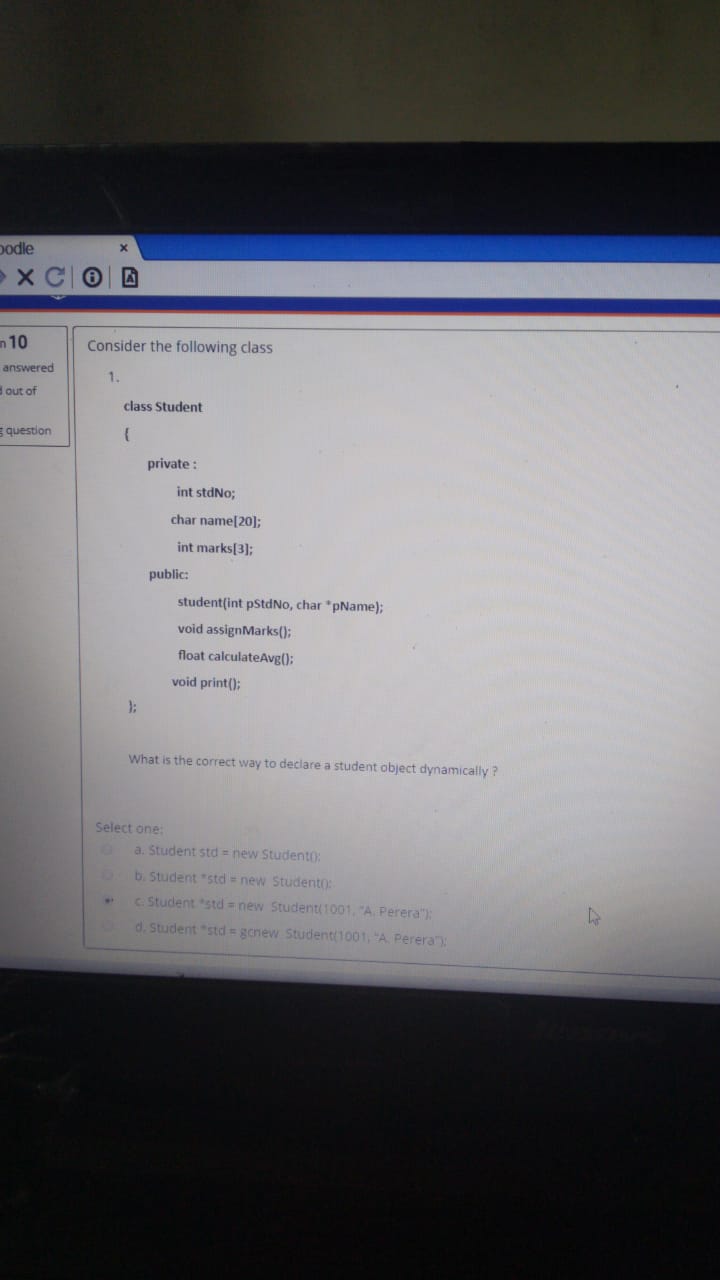 oodle x
n 10
answered
d out of
g question
Consider the following class
1.
class Student
{
private :
int stdNo;
char name[20];
int marks[3];
public:
student(int pStdNo, char *pName);
void assignMarks();
float calculateAvg();
void print();
};
What is the correct way to declare a student object dynamically ?
Select one:
a. Student std = new Student();
b. Student *std = new Student();
c. Student *std = new Student(1001, "A. Perera");
d. Student *std = gcnew Student(1001, "A. Perera");